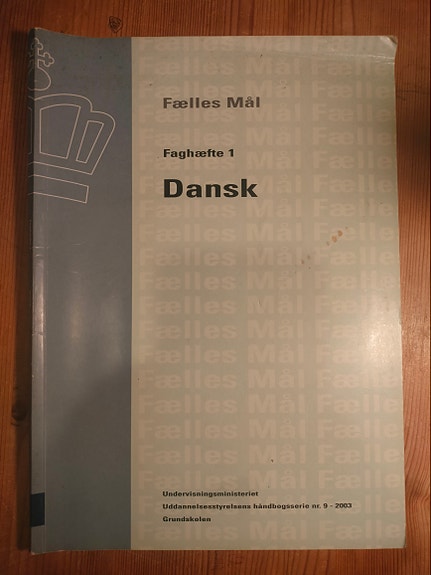 Fælles Mål
Faghæfte 1
Dansk
Undervisningsministeriet
Uddannelsesstyrelsens håndbogsserie nr. 9 - 2003
Grundskolen